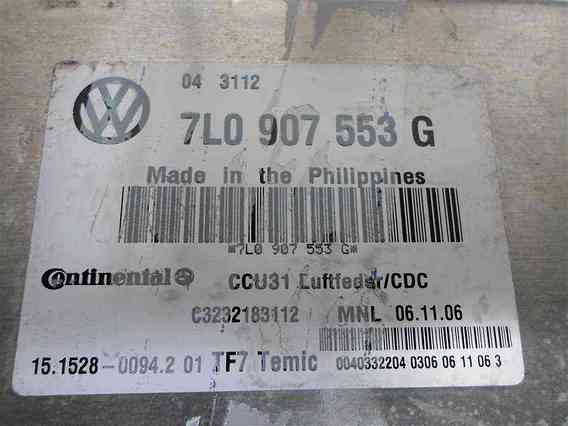 04 3112
7L0 907 553 G
Made in the Philippines
*7L0 907 553 G*
Continental CCU31 Luftfeder/CDC
C3232183112 MNL 06.11.06
15.1528-0094.2 01 TF7 Temic 0040332204 0306 06 11 06 3